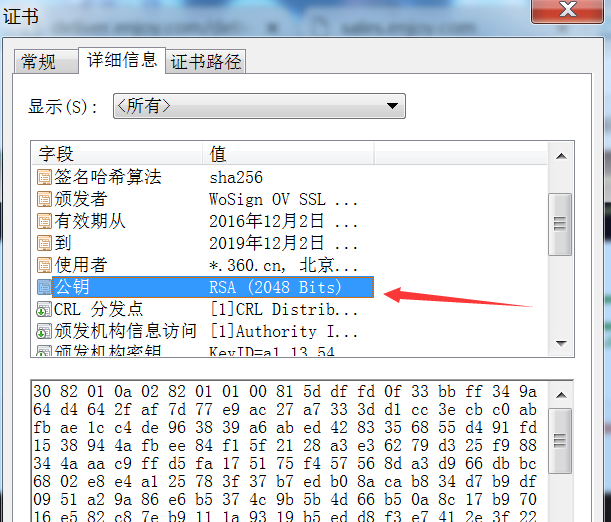 证书
常规 详细信息 证书路径
显示(S): <所有>
字段 值
签名哈希算法 sha256
颁发者 WoSign OV SSL ...
有效期从 2016年12月2日 ...
到 2019年12月2日 ...
使用者 *.360.cn, 北京...
公钥 RSA (2048 Bits)
CRL 分发点 [1]CRL Distrib...
颁发机构信息访问 [1]Authority I...
颁发机构密钥 KeyID=a1 13 54
30 82 01 0a 02 82 01 01 00 81 5d df fd 0f 33 bb ff 34 9a
64 d4 64 2f af 7d 77 e9 ac 27 a7 33 3d d1 cc 3e cb c0 ab
fb ae 1c c4 de 96 38 39 a6 ab ed 42 83 35 68 55 d4 91 fd
15 38 94 4a fb ee 84 f1 5f 21 28 a3 e3 62 79 d3 25 f9 88
34 4a aa c9 ff d5 fa 17 51 75 f4 57 56 8d a3 d9 66 db bc
68 02 e8 e4 a1 25 78 3f 37 b7 ed b0 8a ca b8 34 d7 b9 df
09 51 a2 9a 86 e6 b5 37 4c 9b 5b 4d 66 b5 0a 8c 17 b9 70
16 e5 82 c8 7e b9 11 1a 93 19 b5 ed d8 f3 e7 41 2e 3f 22